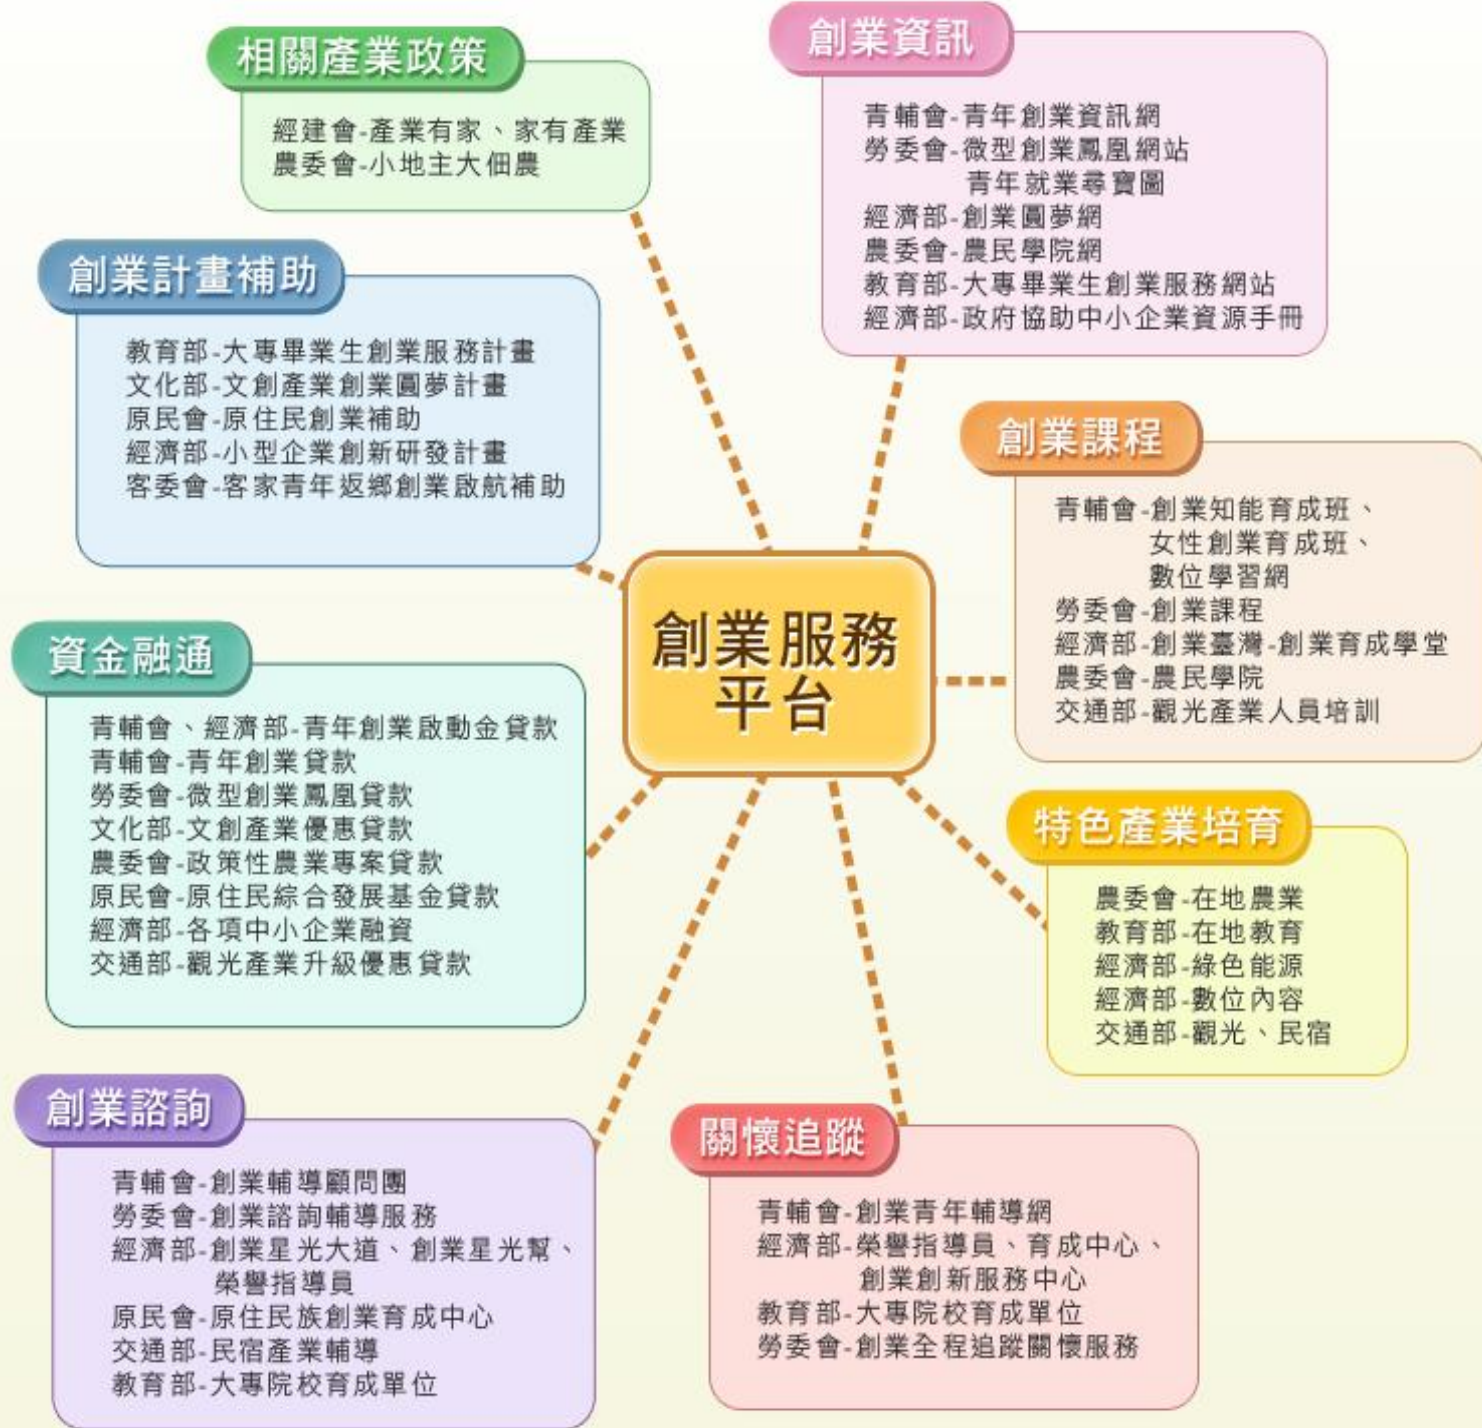 相關產業政策
經建會-產業有家、家有產業
農委會-小地主大佃農
創業資訊
青輔會-青年創業資訊網
勞委會-微型創業鳳凰網站
青年就業尋寶圖
經濟部-創業圓夢網
農委會-農民學院網
教育部-大專畢業生創業服務網站
經濟部-政府協助中小企業資源手冊
創業計畫補助
教育部-大專畢業生創業服務計畫
文化部-文創產業創業圓夢計畫
原民會-原住民創業補助
經濟部-小型企業創新研發計畫
客委會-客家青年返鄉創業啟航補助
創業課程
青輔會-創業知能育成班、
女性創業育成班、
數位學習網
勞委會-創業課程
經濟部-創業臺灣-創業育成學堂
農委會-農民學院
交通部-觀光產業人員培訓
創業服務
平台
資金融通
青輔會、經濟部-青年創業啟動金貸款
青輔會-青年創業貸款
勞委會-微型創業鳳凰貸款
文化部-文創產業優惠貸款
農委會-政策性農業專案貸款
原民會-原住民綜合發展基金貸款
經濟部-各項中小企業融資
交通部-觀光產業升級優惠貸款
特色產業培育
農委會-在地農業
教育部-在地教育
經濟部-綠色能源
經濟部-數位內容
交通部-觀光、民宿
創業諮詢
青輔會-創業輔導顧問團
勞委會-創業諮詢輔導服務
經濟部-創業星光大道、創業星光幫、
榮譽指導員
原民會-原住民族創業育成中心
交通部-民宿產業輔導
教育部-大專院校育成單位
關懷追蹤
青輔會-創業青年輔導網
經濟部-榮譽指導員、育成中心、
創業創新服務中心
教育部-大專院校育成單位
勞委會-創業全程追蹤關懷服務